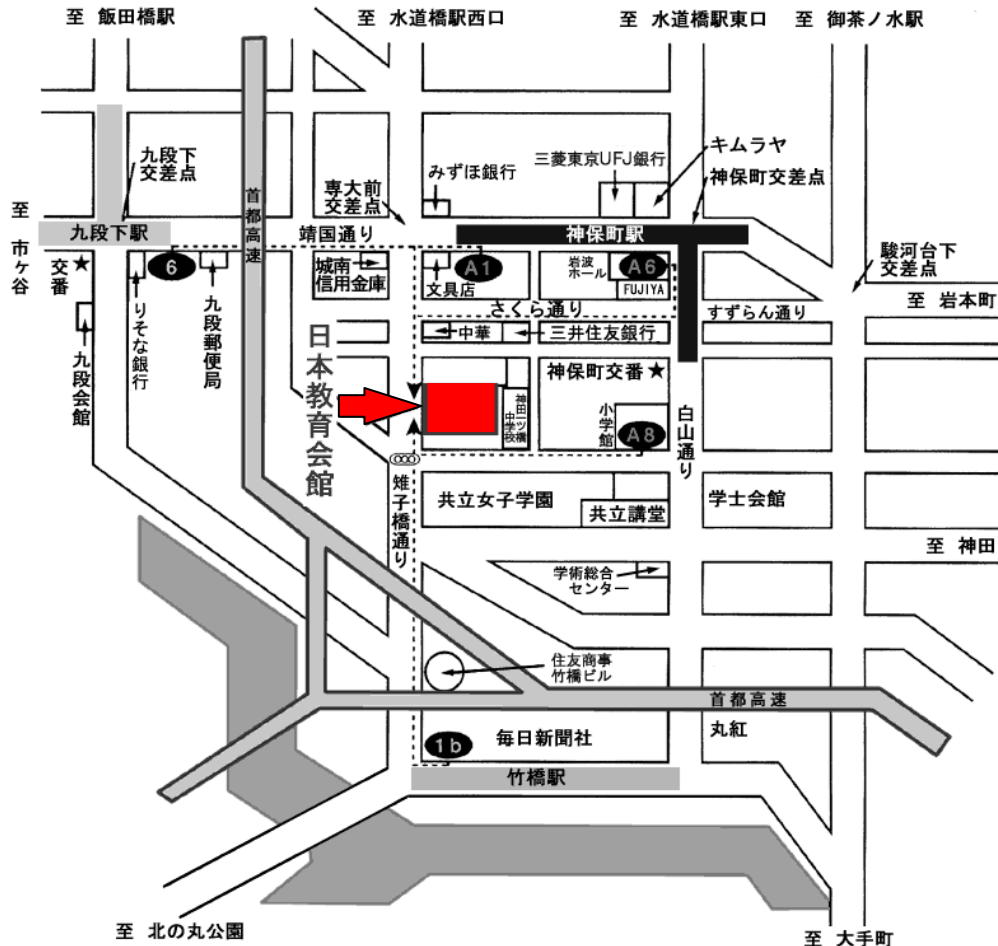 至 飯田橋駅
至 水道橋駅西口
至 水道橋駅東口
至 御茶ノ水駅
九段下
交差点
首都高速
専大前
交差点
みずほ銀行
三菱東京UFJ銀行
キムラヤ
神保町交差点
至 市ヶ谷
九段下駅
靖国通り
神保町駅
駿河台下
交差点
交番★
6
城南
信用金庫
A1
文具店
岩波
ホール
A6
FUJIYA
至 岩本町
さくら通り
すずらん通り
九段会館
りそな銀行
九段郵便局
中華
三井住友銀行
日本教育会館
神田一ツ橋
中学校
神保町交番★
小学館
A8
白山通り
雉子橋通り
共立女子学園
共立講堂
学士会館
至 神田
学術総合
センター
住友商事
竹橋ビル
首都高速
丸紅
1b
毎日新聞社
竹橋駅
至 北の丸公園
至 大手町